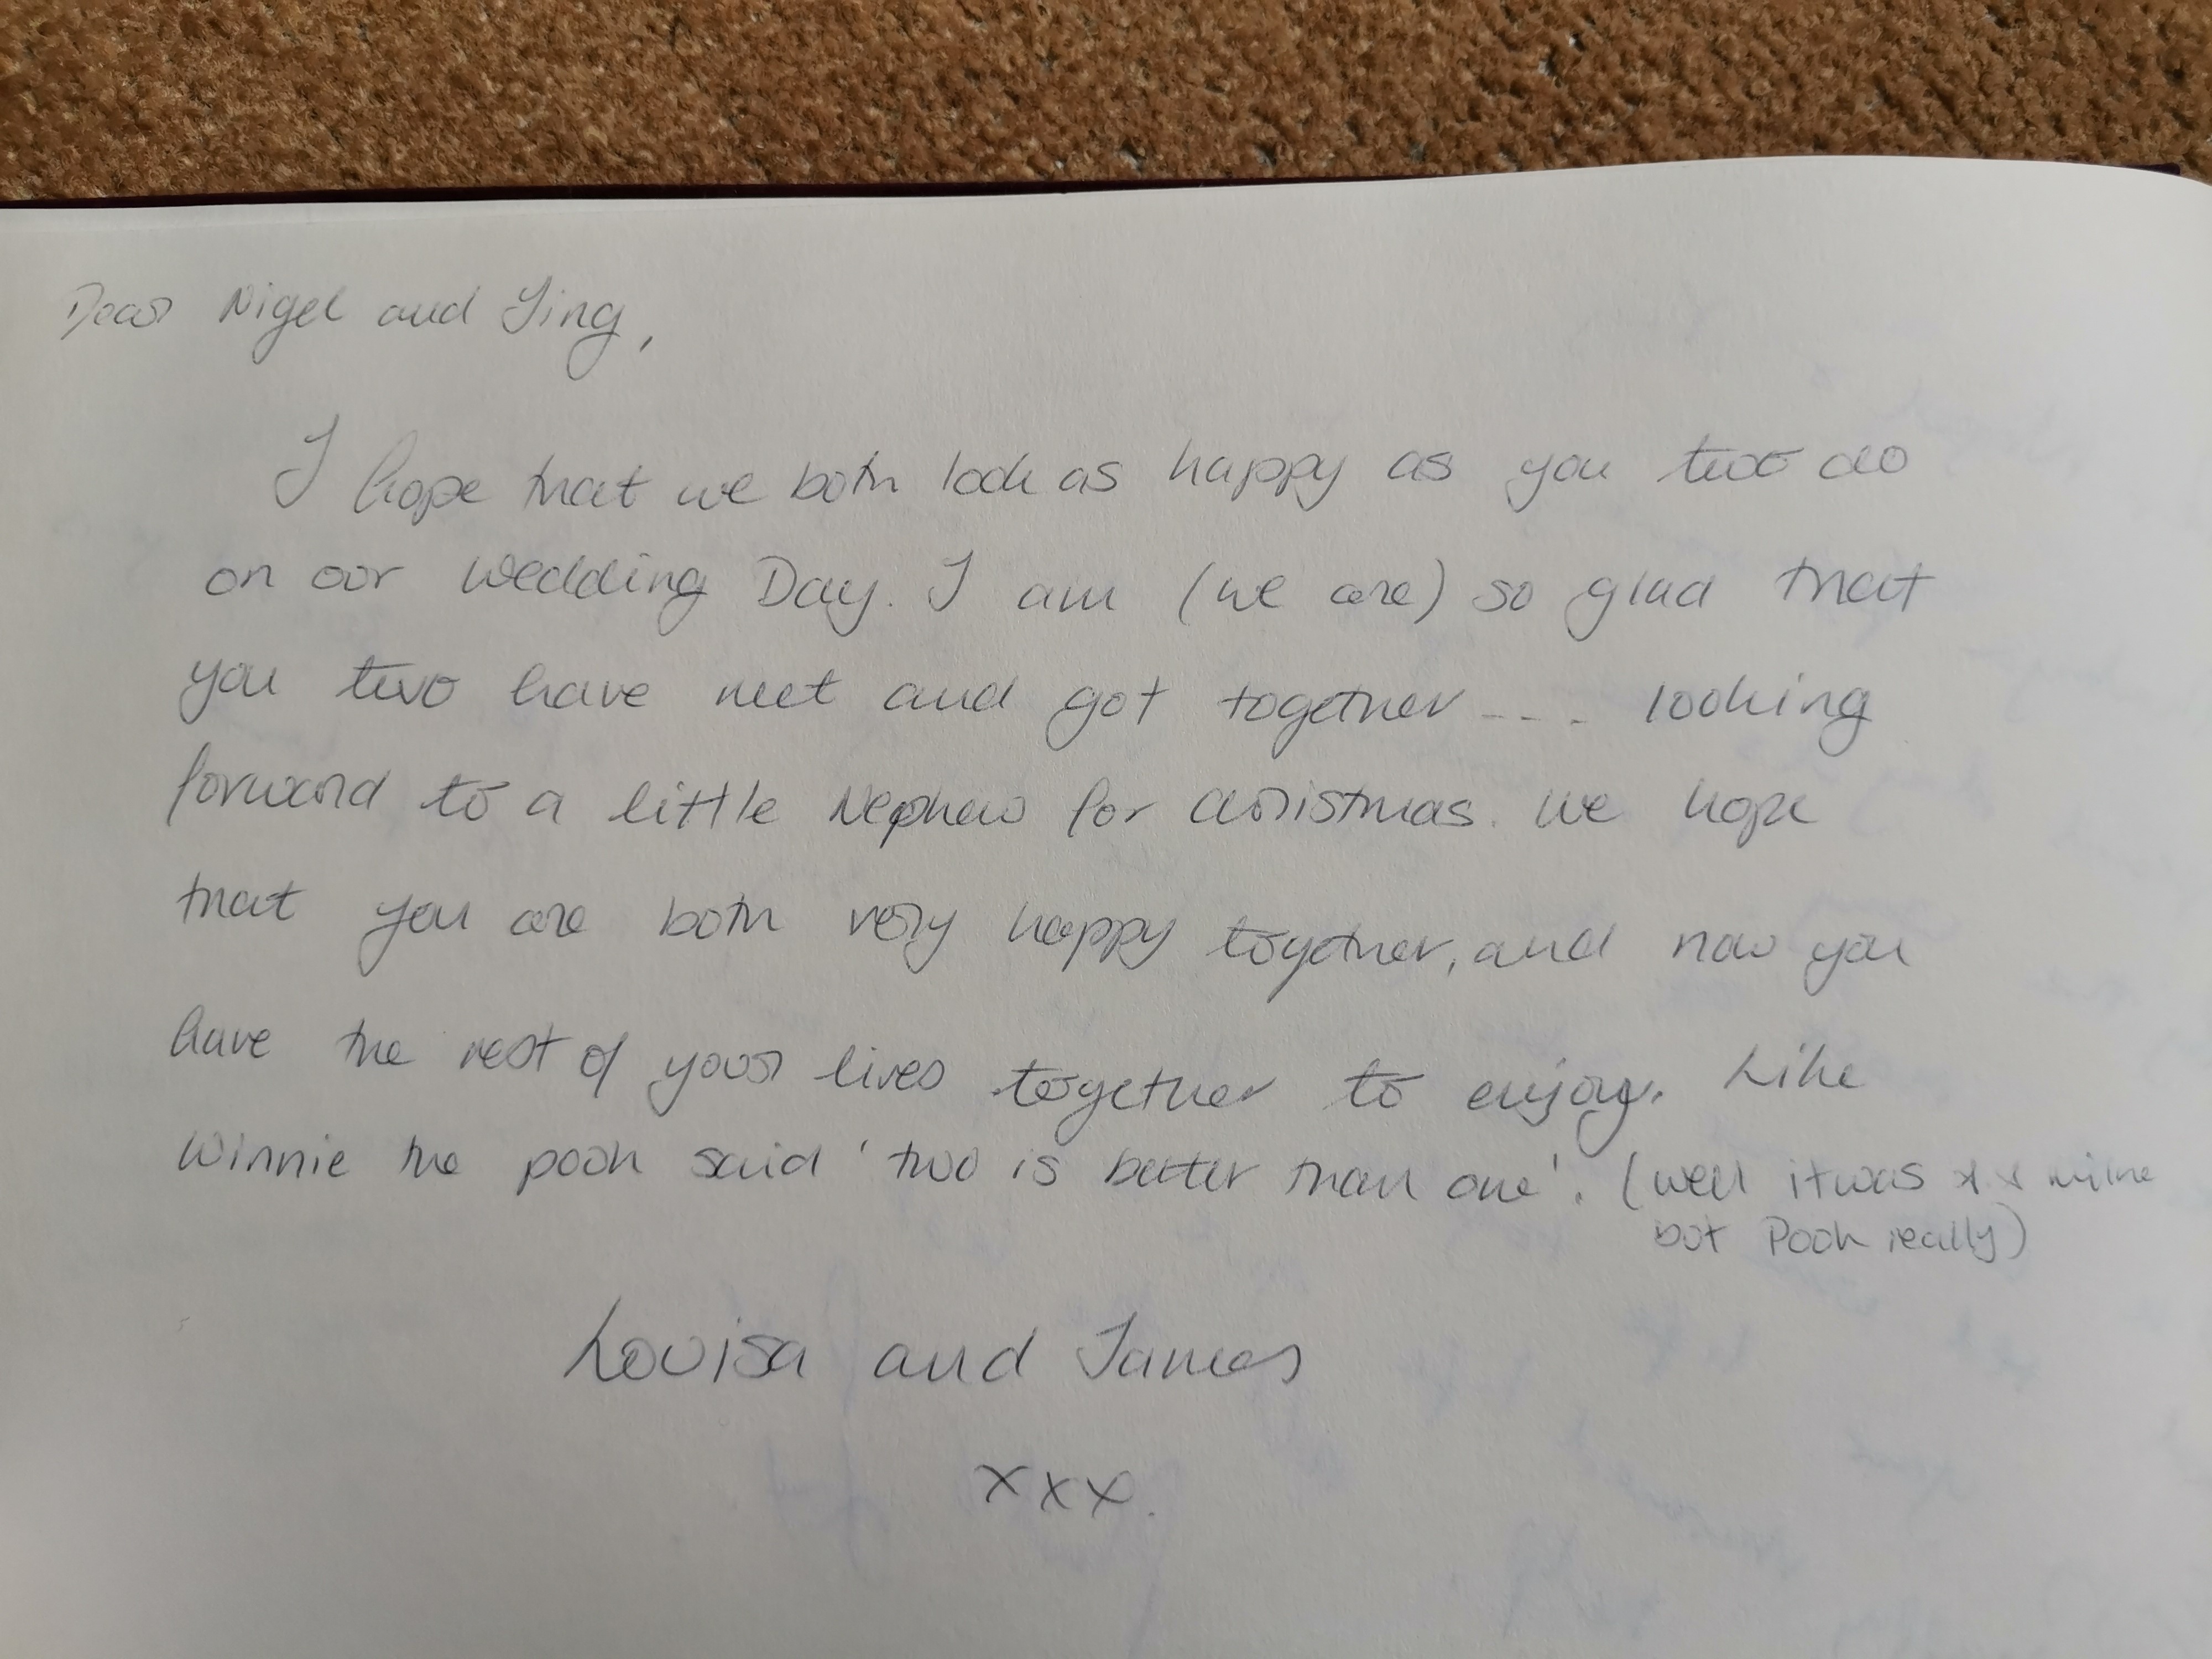 Dear Nigel and Ying,
I hope that we both look as happy as you two do
on our wedding Day. I am (we are) so glad that
you two have met and got together .... looking
forward to a little Nephew for Christmas. We hope
that you are both very happy together, and now you
have the rest of your lives together to enjoy. Like
Winnie the pooh said 'two is better than one'. (well it was A A Milne
but Pooh really)
Louisa and James
xxx.